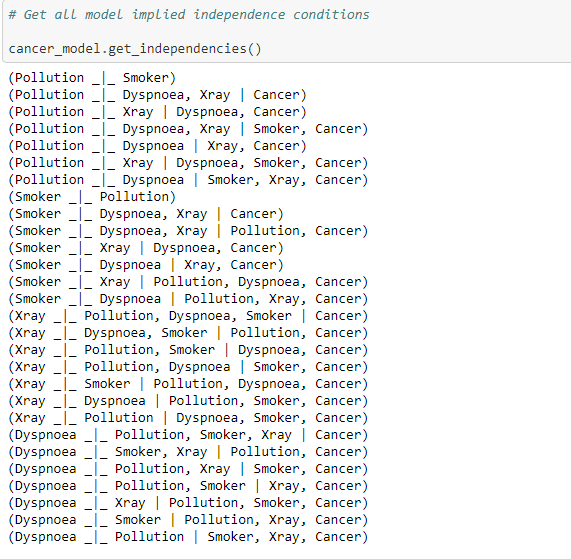 # Get all model implied independence conditions
cancer_model.get_independencies()
(Pollution _|_ Smoker)
(Pollution _|_ Dyspnoea, Xray | Cancer)
(Pollution _|_ Xray | Dyspnoea, Cancer)
(Pollution _|_ Dyspnoea, Xray | Smoker, Cancer)
(Pollution _|_ Dyspnoea | Xray, Cancer)
(Pollution _|_ Xray | Dyspnoea, Smoker, Cancer)
(Pollution _|_ Dyspnoea | Smoker, Xray, Cancer)
(Smoker _|_ Pollution)
(Smoker _|_ Dyspnoea, Xray | Cancer)
(Smoker _|_ Dyspnoea, Xray | Pollution, Cancer)
(Smoker _|_ Xray | Dyspnoea, Cancer)
(Smoker _|_ Dyspnoea | Xray, Cancer)
(Smoker _|_ Xray | Pollution, Dyspnoea, Cancer)
(Smoker _|_ Dyspnoea | Pollution, Xray, Cancer)
(Xray _|_ Pollution, Dyspnoea, Smoker | Cancer)
(Xray _|_ Dyspnoea, Smoker | Pollution, Cancer)
(Xray _|_ Pollution, Smoker | Dyspnoea, Cancer)
(Xray _|_ Pollution, Dyspnoea | Smoker, Cancer)
(Xray _|_ Smoker | Pollution, Dyspnoea, Cancer)
(Xray _|_ Dyspnoea | Pollution, Smoker, Cancer)
(Xray _|_ Pollution | Dyspnoea, Smoker, Cancer)
(Dyspnoea _|_ Pollution, Smoker, Xray | Cancer)
(Dyspnoea _|_ Smoker, Xray | Pollution, Cancer)
(Dyspnoea _|_ Pollution, Xray | Smoker, Cancer)
(Dyspnoea _|_ Pollution, Smoker | Xray, Cancer)
(Dyspnoea _|_ Xray | Pollution, Smoker, Cancer)
(Dyspnoea _|_ Smoker | Pollution, Xray, Cancer)
(Dyspnoea _|_ Pollution | Smoker, Xray, Cancer)